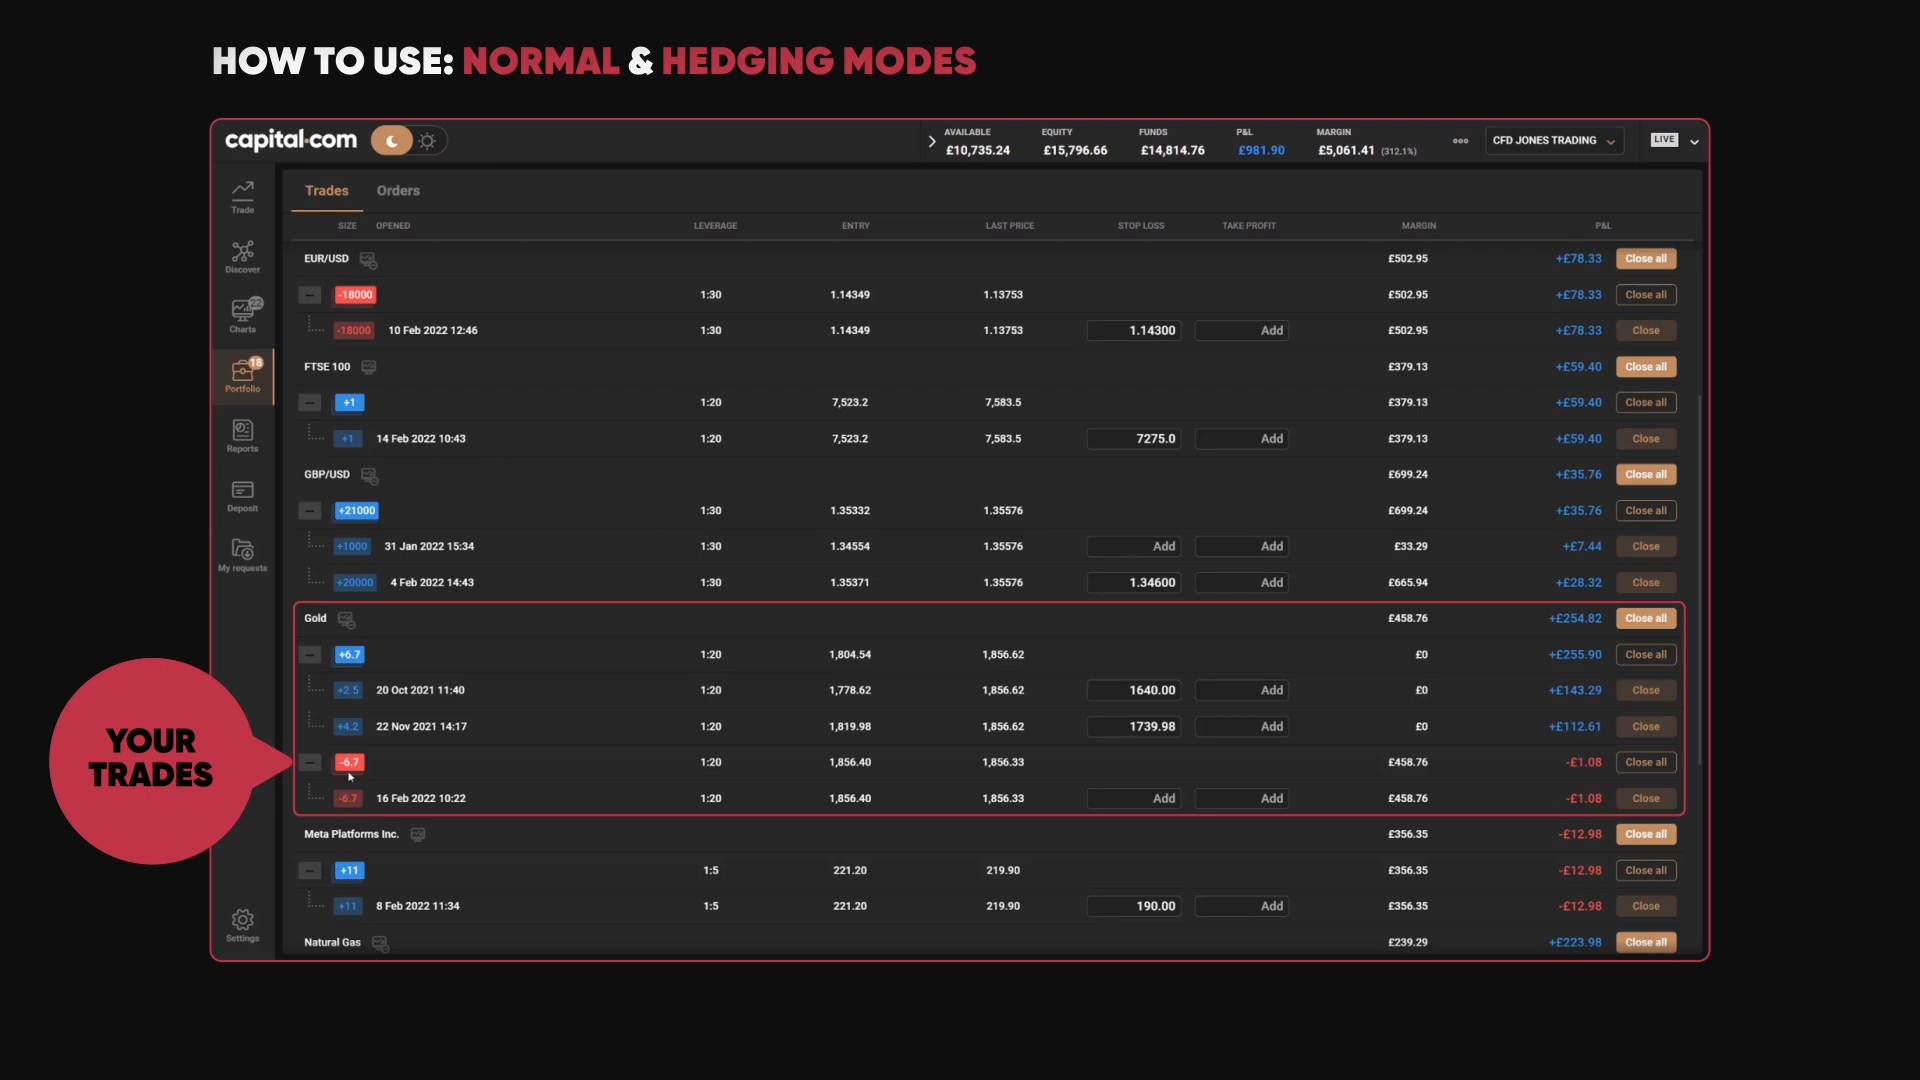 HOW TO USE: NORMAL & HEDGING MODES
capital.com
AVAILABLE EQUITY FUNDS P&L MARGIN
£10,735.24 £15,796.66 £14,814.76 £981.90 £5,061.41 (312.1%)
CFD JONES TRADING LIVE
Trades Orders
SIZE OPENED LEVERAGE ENTRY LAST PRICE STOP LOSS TAKE PROFIT MARGIN P&L
EUR/USD £502.95 +£78.33 Close all
-18000 1:30 1.14349 1.13753 £502.95 +£78.33 Close all
-18000 10 Feb 2022 12:46 1:30 1.14349 1.13753 1.14300 Add £502.95 +£78.33 Close
FTSE 100 £379.13 +£59.40 Close all
+1 1:20 7,523.2 7,583.5 £379.13 +£59.40 Close all
+1 14 Feb 2022 10:43 1:20 7,523.2 7,583.5 7275.0 Add £379.13 +£59.40 Close
GBP/USD £699.24 +£35.76 Close all
+21000 1:30 1.35332 1.35576 £699.24 +£35.76 Close all
+1000 31 Jan 2022 15:34 1:30 1.34554 1.35576 Add Add £33.29 +£7.44 Close
+20000 4 Feb 2022 14:43 1:30 1.35371 1.35576 1.34600 Add £665.94 +£28.32 Close
Gold £458.76 +£254.82 Close all
+6.7 1:20 1,804.54 1,856.62 £0 +£255.90 Close all
+2.5 20 Oct 2021 11:40 1:20 1,778.62 1,856.62 1640.00 Add £0 +£143.29 Close
+4.2 22 Nov 2021 14:17 1:20 1,819.98 1,856.62 1739.98 Add £0 +£112.61 Close
-6.7 1:20 1,856.40 1,856.33 £458.76 -£1.08 Close all
-6.7 16 Feb 2022 10:22 1:20 1,856.40 1,856.33 Add Add £458.76 -£1.08 Close
Meta Platforms Inc. £356.35 -£12.98 Close all
+11 1:5 221.20 219.90 £356.35 -£12.98 Close all
+11 8 Feb 2022 11:34 1:5 221.20 219.90 190.00 Add £356.35 -£12.98 Close
Natural Gas £239.29 +£223.98 Close all
Trade
Discover
22
Charts
18
Portfolio
Reports
Deposit
My requests
Settings
YOUR
TRADES